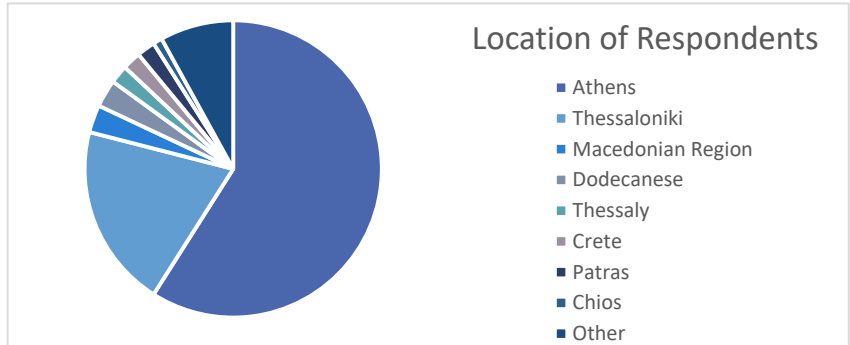 Location of Respondents
Athens
Thessaloniki
Macedonian Region
Dodecanese
Thessaly
Crete
Patras
Chios
Other